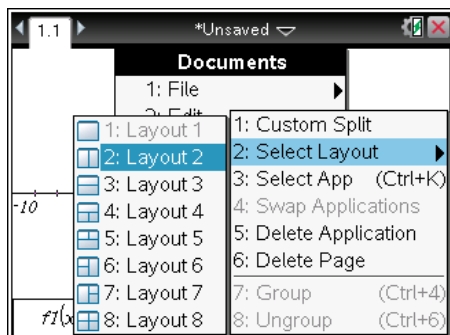 1.1
*Unsaved
Documents
1: File
2: Edit
1: Custom Split
2: Select Layout
3: Select App (Ctrl+K)
4: Swap Applications
5: Delete Application
6: Delete Page
7: Group (Ctrl+4)
8: Ungroup (Ctrl+6)
1: Layout 1
2: Layout 2
3: Layout 3
4: Layout 4
5: Layout 5
6: Layout 6
7: Layout 7
8: Layout 8
-10
f1(x